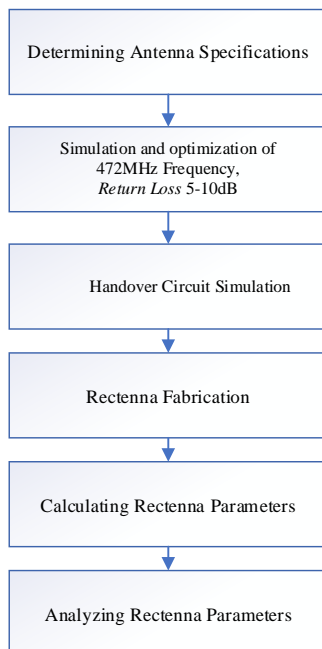 Determining Antenna Specifications
Simulation and optimization of
472MHz Frequency,
Return Loss 5-10dB
Handover Circuit Simulation
Rectenna Fabrication
Calculating Rectenna Parameters
Analyzing Rectenna Parameters